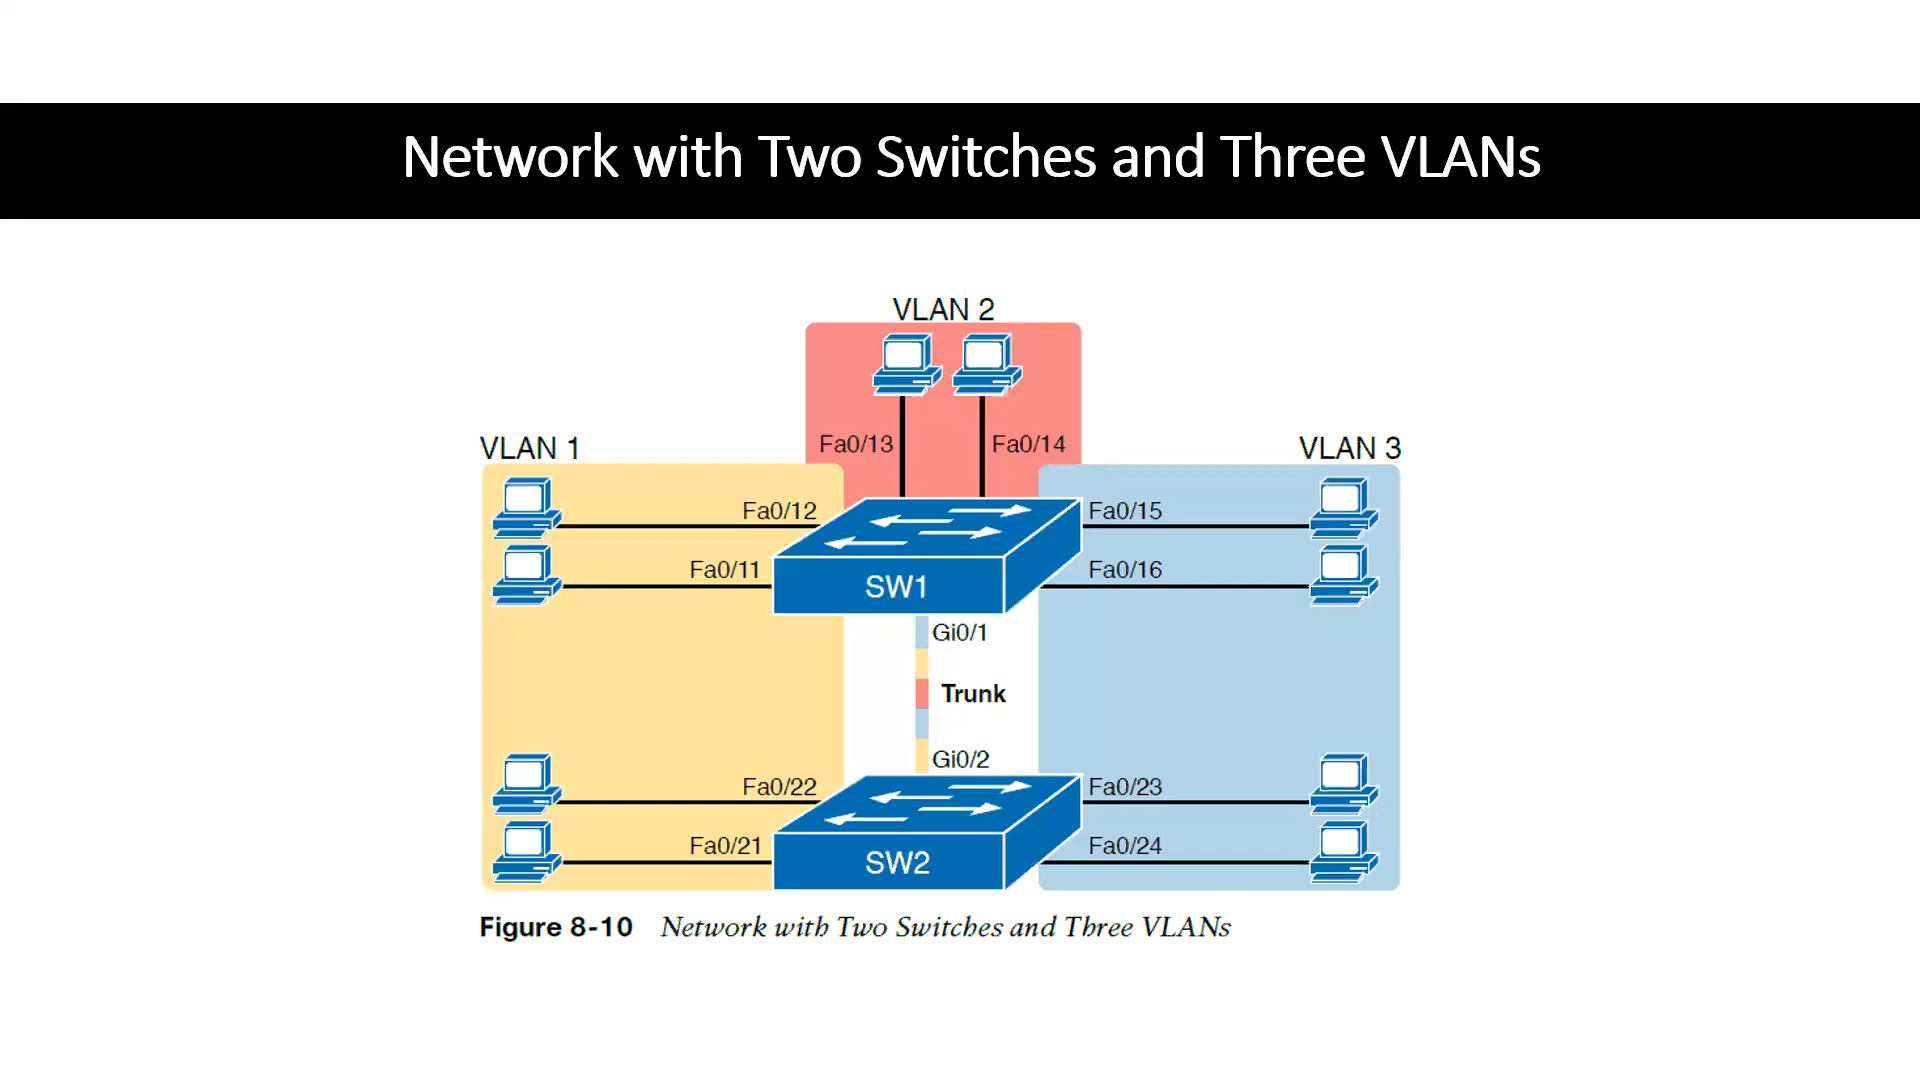 Network with Two Switches and Three VLANs
VLAN 2
Fa0/13
Fa0/14
VLAN 1
VLAN 3
Fa0/12
Fa0/15
Fa0/11
Fa0/16
SW1
Gi0/1
Trunk
Gi0/2
Fa0/22
Fa0/23
Fa0/21
Fa0/24
SW2
Figure 8-10 Network with Two Switches and Three VLANs